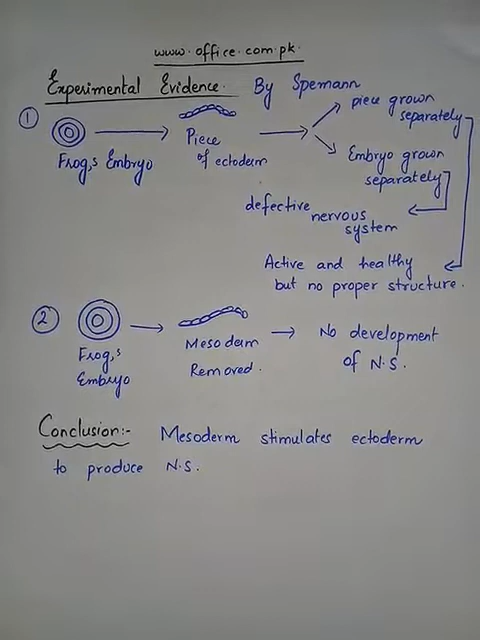 www.office.com.pk.
Experimental Evidence. By Spemann
1
Frog,s Embryo
Piece
of ectoderm
piece grown
separately
Embryo grown
separately
defective
nervous
system
Active and healthy
but no proper structure.
2
Frog,s
Embryo
Mesoderm
Removed.
No development
of N.S.
Conclusion:- Mesoderm stimulates ectoderm
to produce N.S.